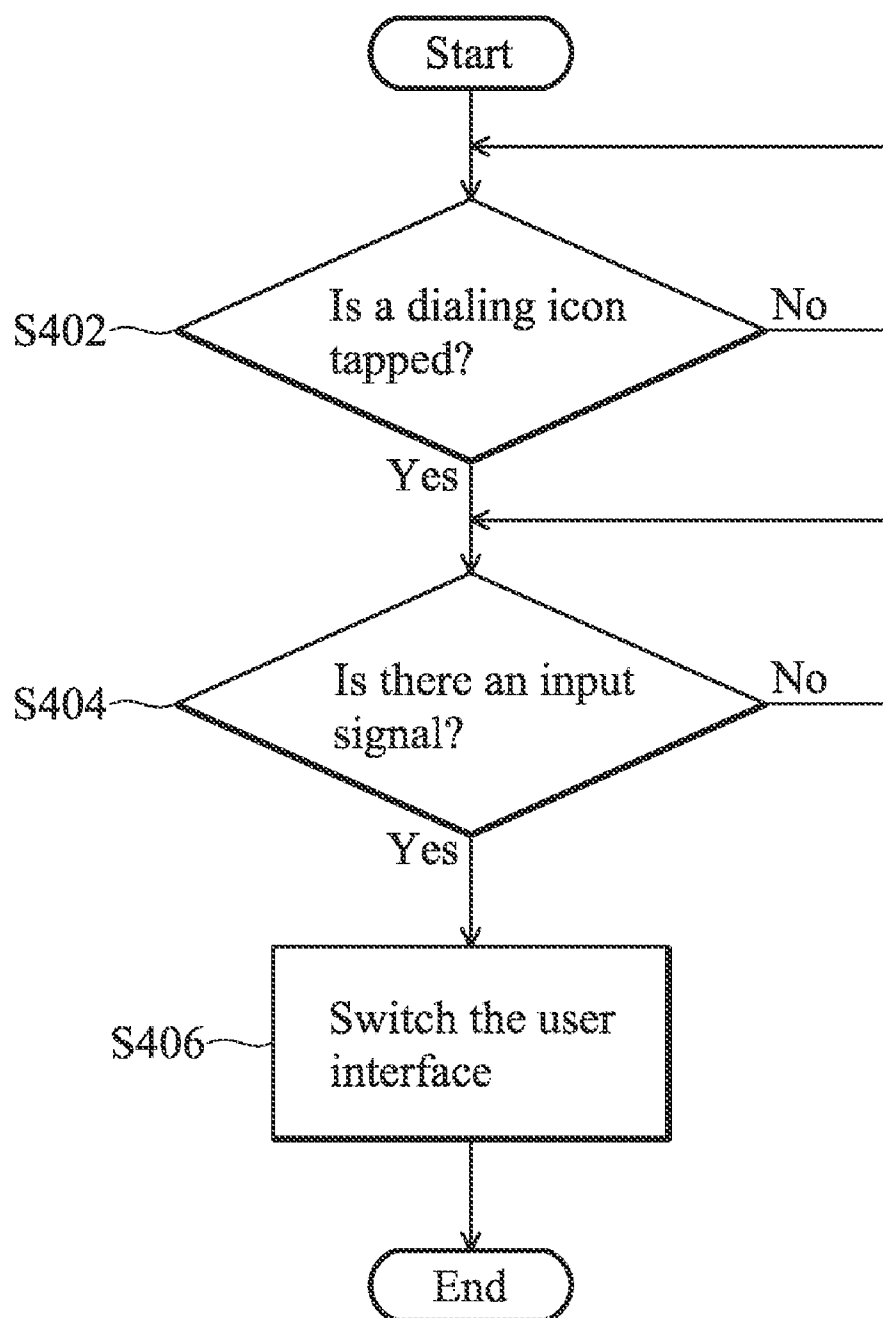 Start
S402
Is a dialing icon
tapped?
No
Yes
S404
Is there an input
signal?
No
Yes
S406
Switch the user
interface
End